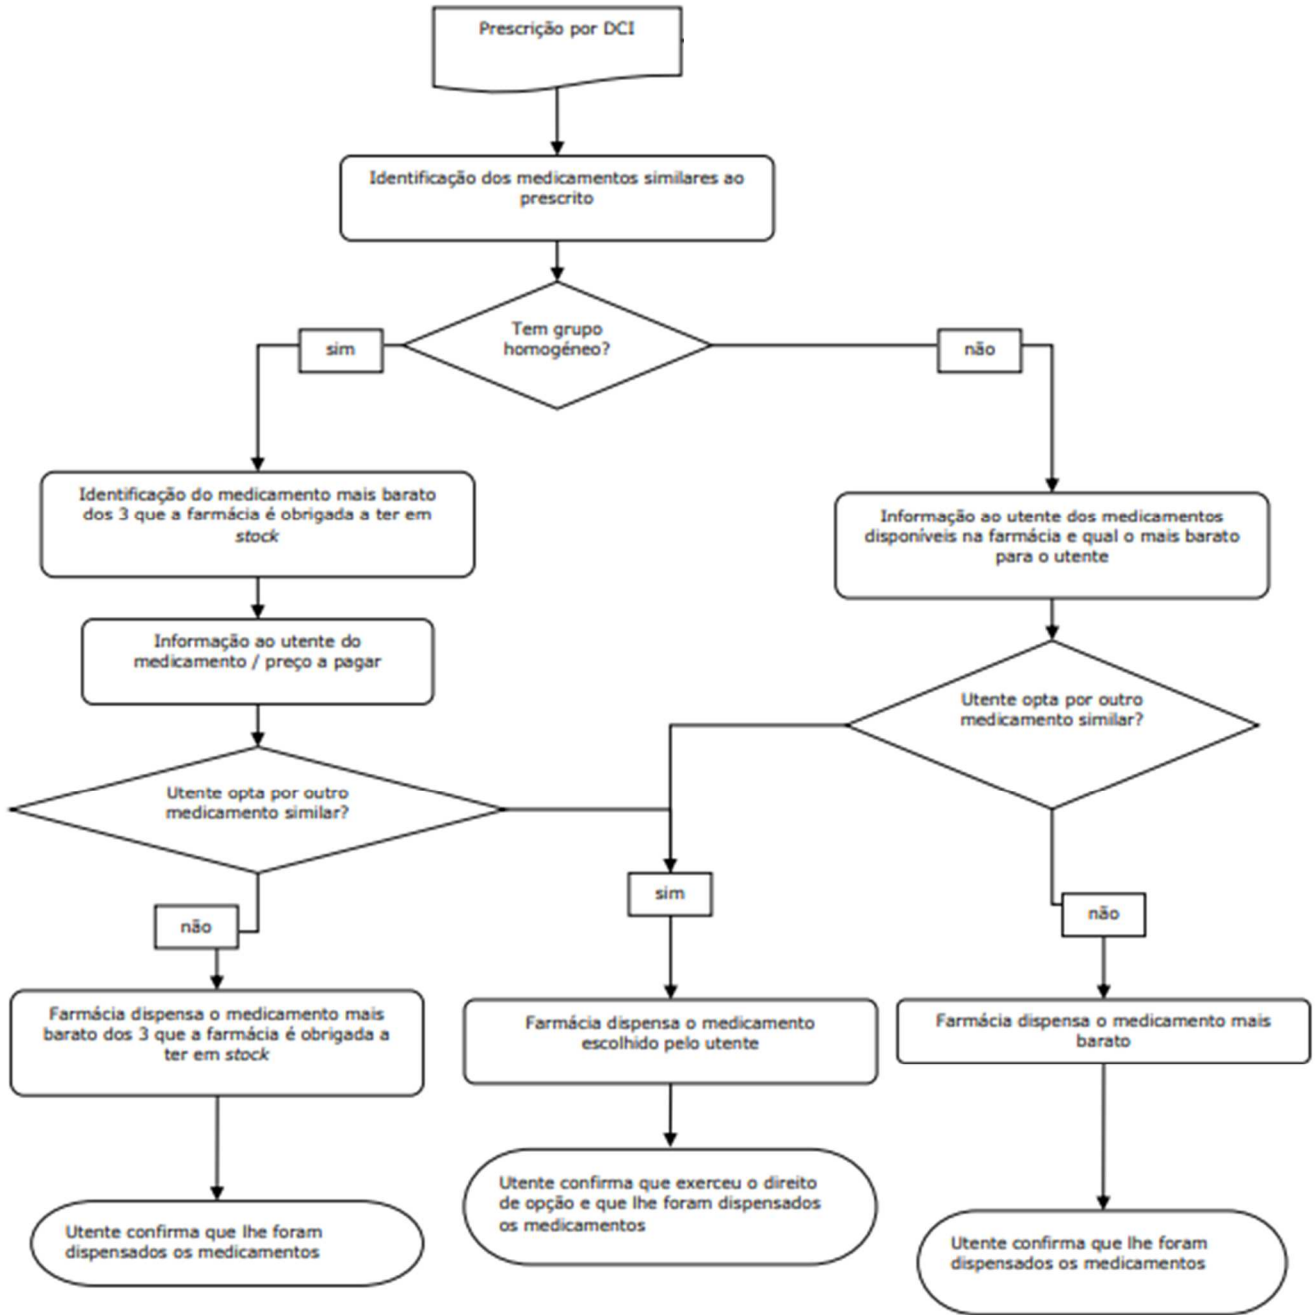 Prescrição por DCI
Identificação dos medicamentos similares ao
prescrito
Tem grupo
homogéneo?
sim
não
Identificação do medicamento mais barato
dos 3 que a farmácia é obrigada a ter em
stock
Informação ao utente dos medicamentos
disponíveis na farmácia e qual o mais barato
para o utente
Informação ao utente do
medicamento / preço a pagar
Utente opta por outro
medicamento similar?
Utente opta por outro
medicamento similar?
sim
não
não
Farmácia dispensa o medicamento mais
barato dos 3 que a farmácia é obrigada a
ter em stock
Farmácia dispensa o medicamento
escolhido pelo utente
Farmácia dispensa o medicamento mais
barato
Utente confirma que lhe foram
dispensados os medicamentos
Utente confirma que exerceu o direito
de opção e que lhe foram dispensados
os medicamentos
Utente confirma que lhe foram
dispensados os medicamentos